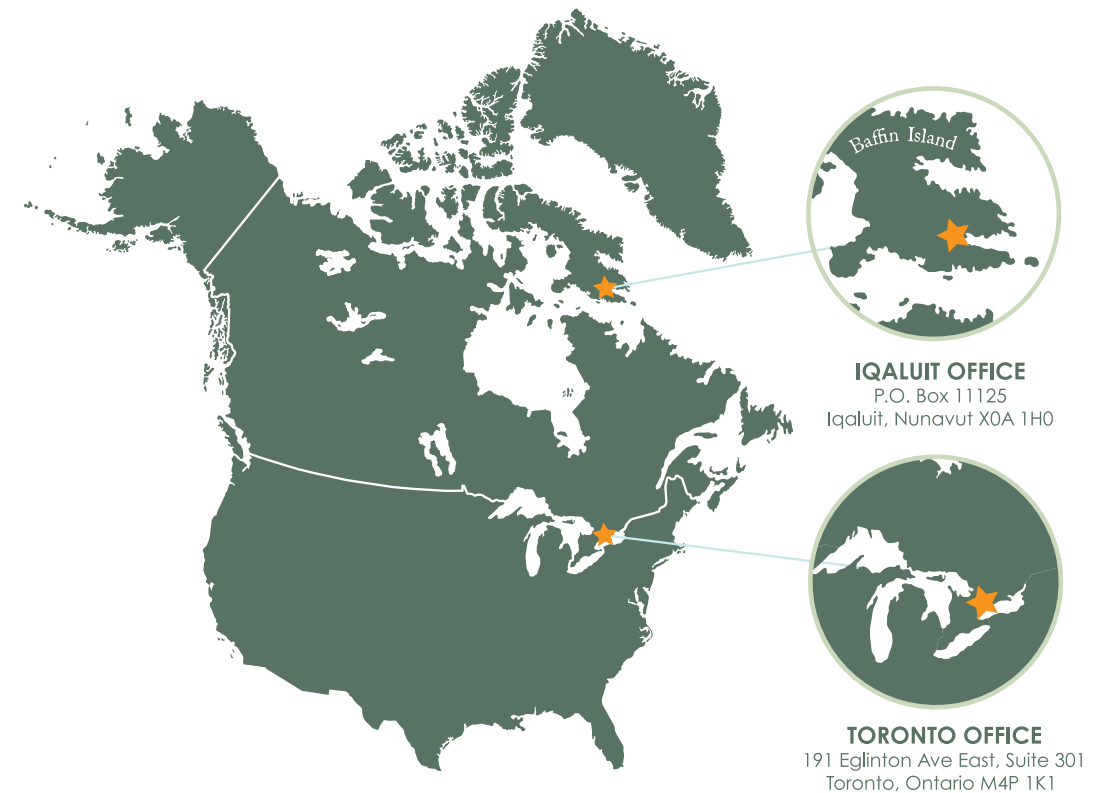 Baffin Island
IQALUIT OFFICE
P.O. Box 11125
Iqaluit, Nunavut X0A 1H0
TORONTO OFFICE
191 Eglinton Ave East, Suite 301
Toronto, Ontario M4P 1K1